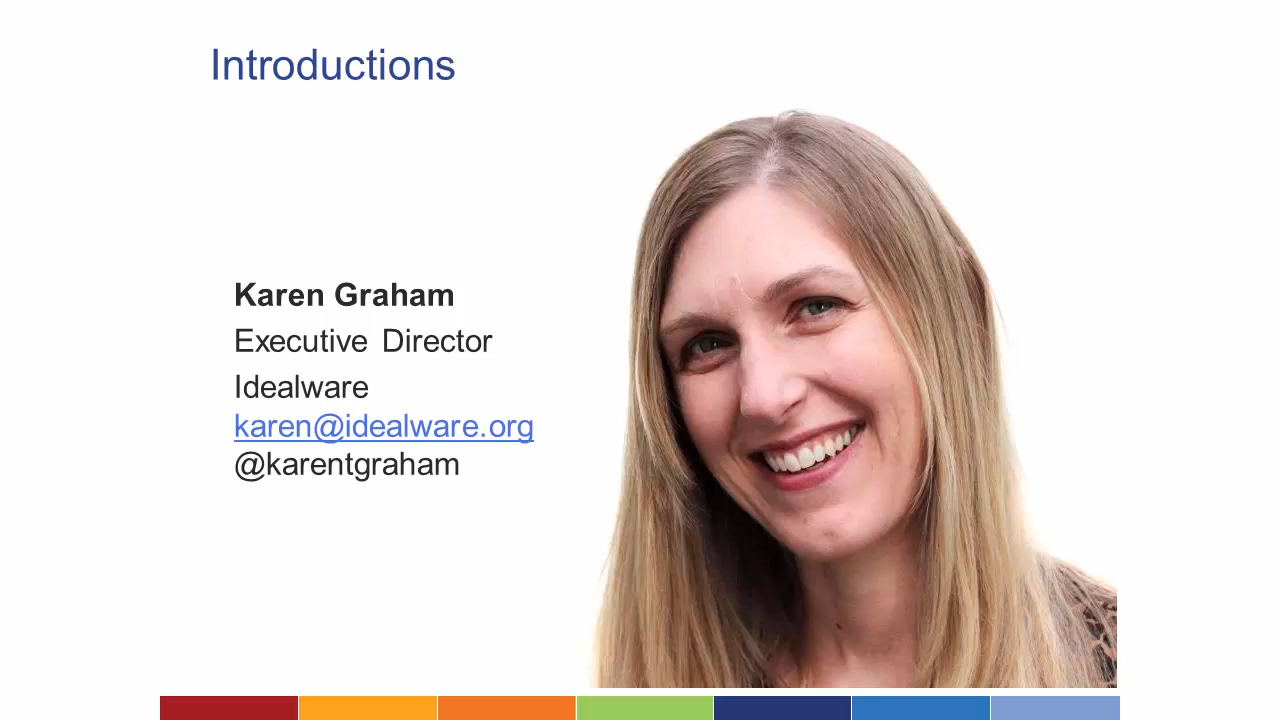 Introductions
Karen Graham
Executive Director
Idealware
karen@idealware.org
@karentgraham